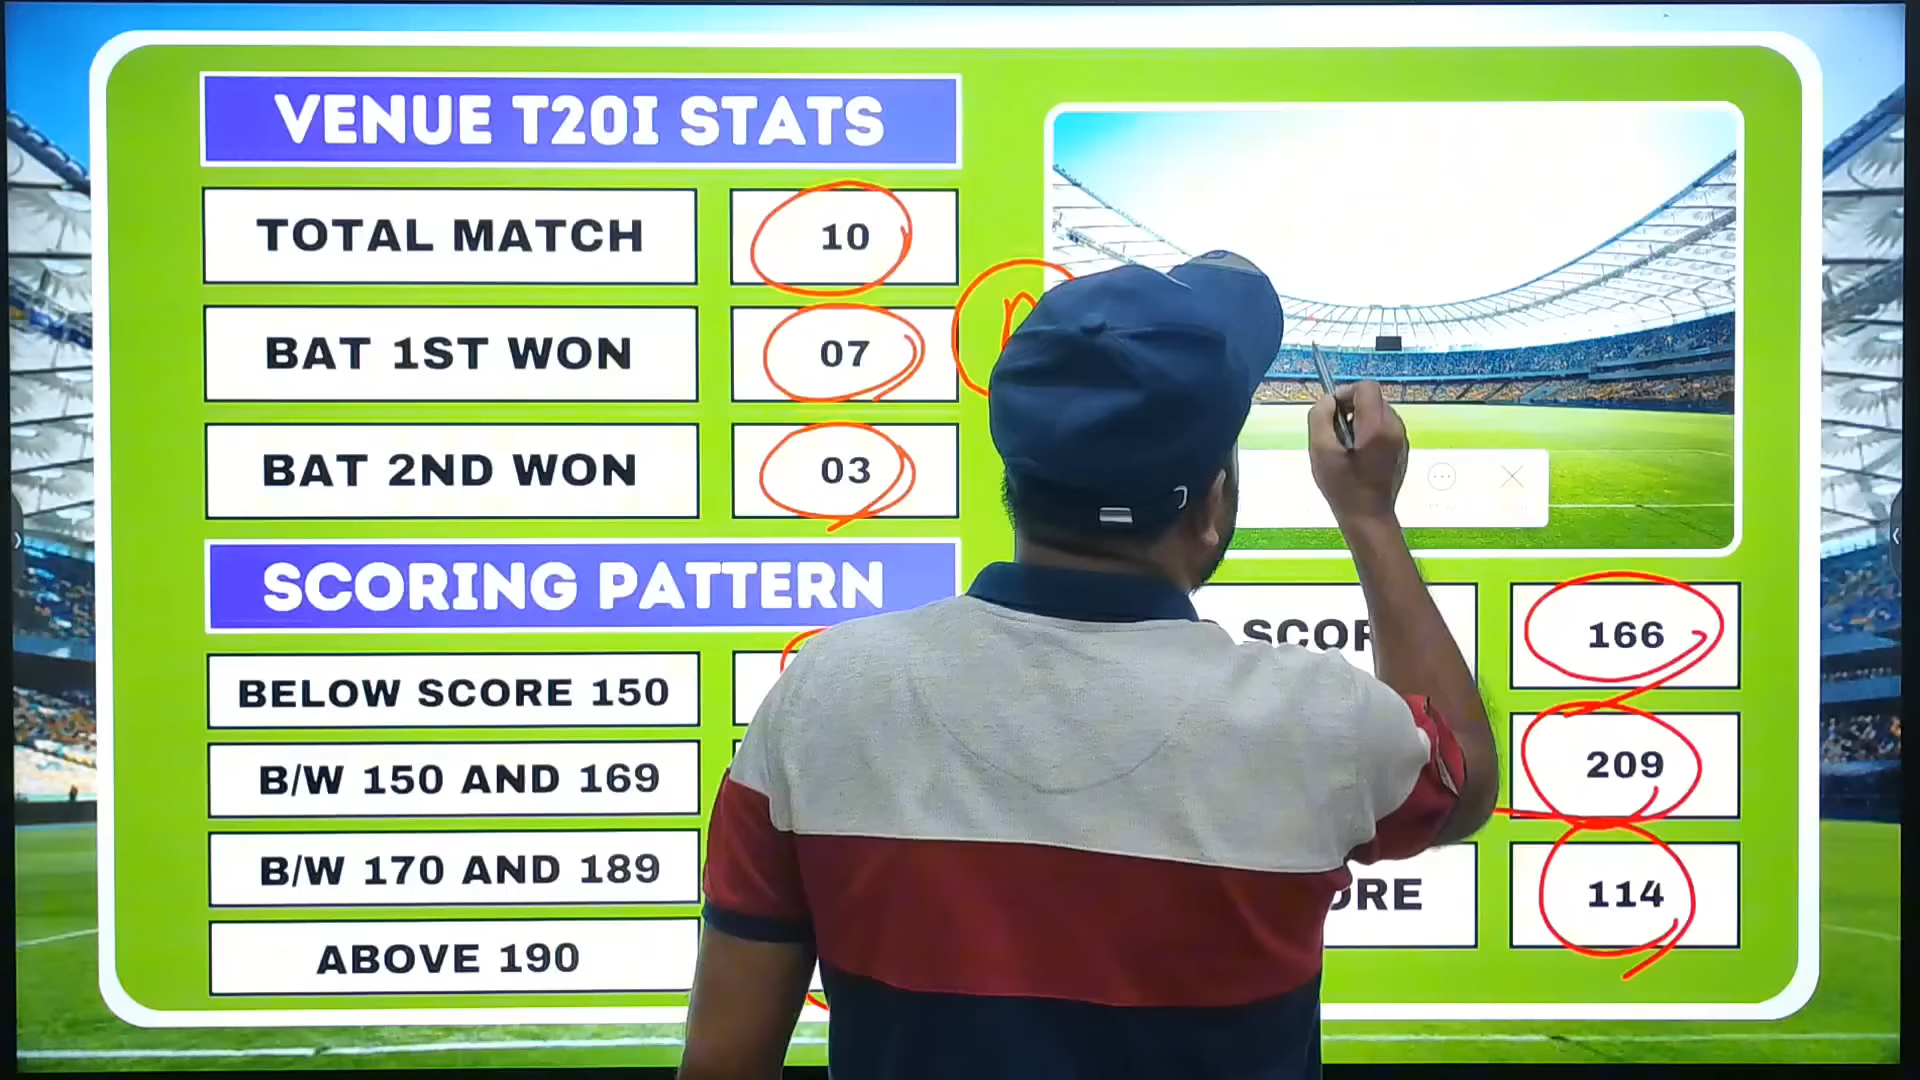 VENUE T20I STATS
TOTAL MATCH 10
BAT 1ST WON 07
BAT 2ND WON 03
SCORING PATTERN
BELOW SCORE 150
B/W 150 AND 169
B/W 170 AND 189
ABOVE 190
166
209
114